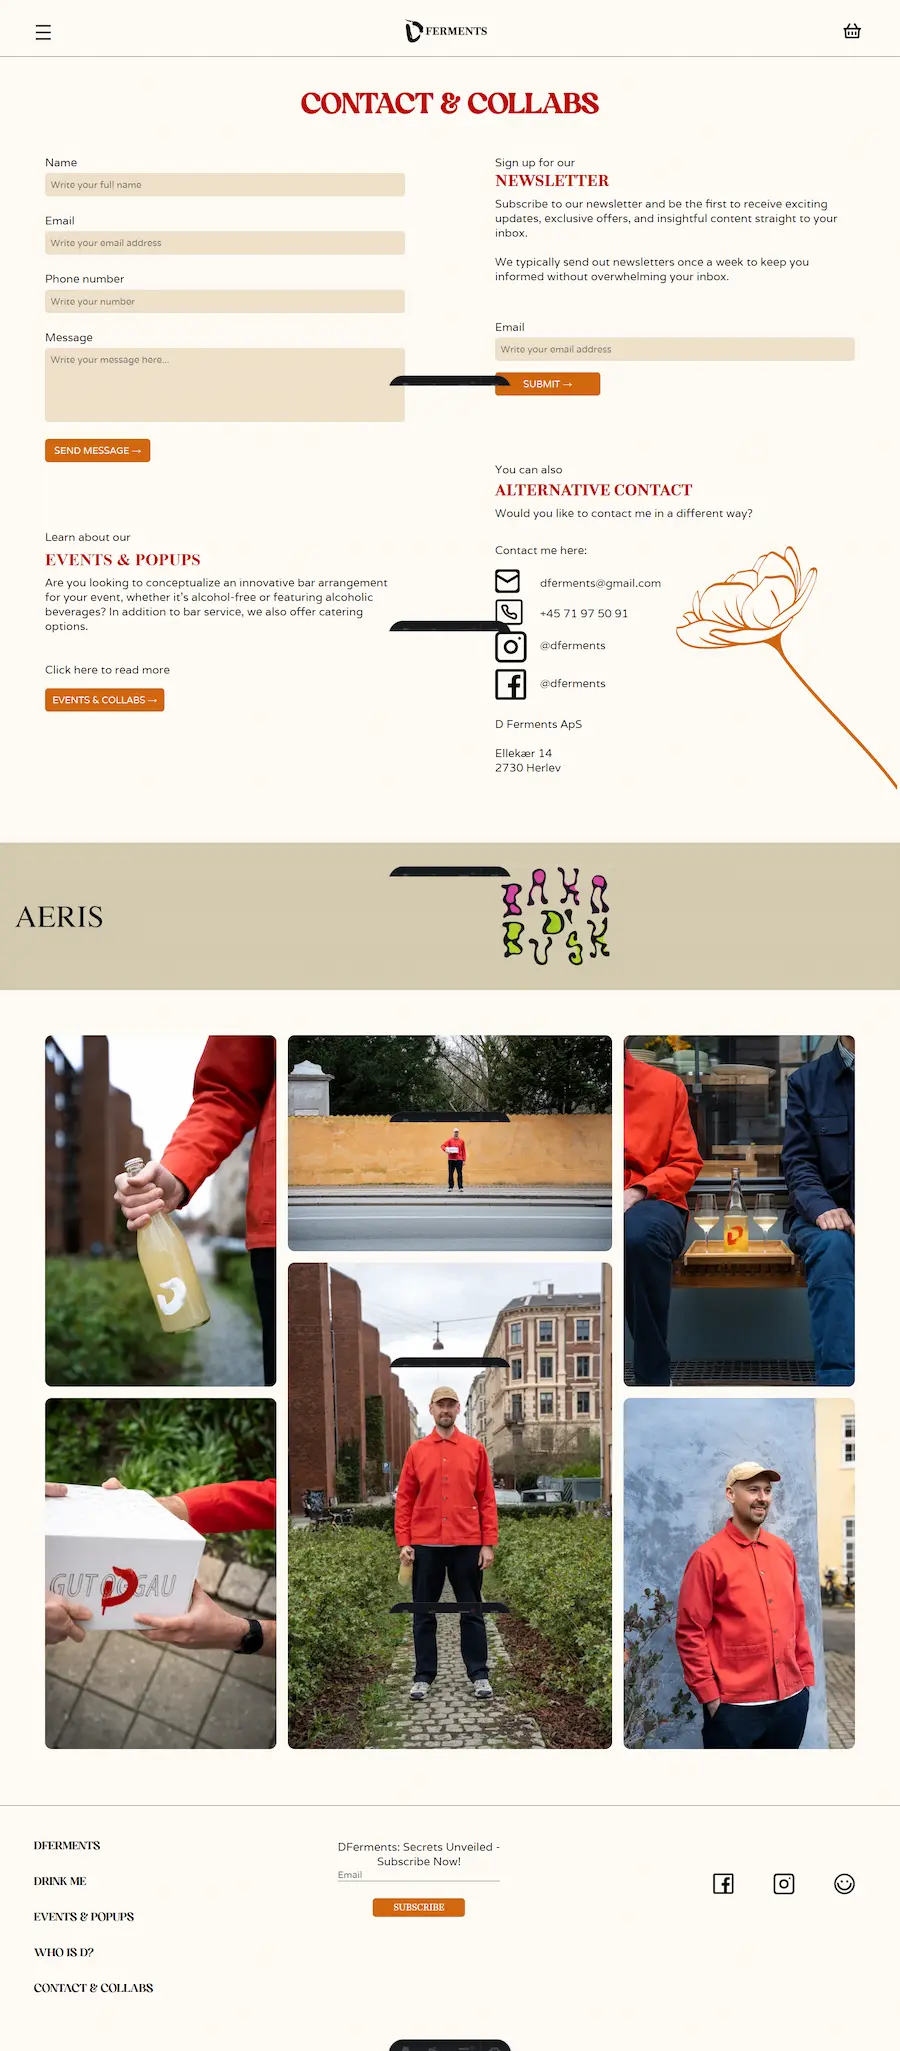 FERMENTS
CONTACT & COLLABS
Name
Write your full name
Email
Write your email address
Phone number
Write your number
Message
Write your message here...
SEND MESSAGE →
Learn about our
EVENTS & POPUPS
Are you looking to conceptualize an innovative bar arrangement
for your event, whether it's alcohol-free or featuring alcoholic
beverages? In addition to bar service, we also offer catering
options.
Click here to read more
EVENTS & COLLABS →
Sign up for our
NEWSLETTER
Subscribe to our newsletter and be the first to receive exciting
updates, exclusive offers, and insightful content straight to your
inbox.
We typically send out newsletters once a week to keep you
informed without overwhelming your inbox.
Email
Write your email address
SUBMIT →
You can also
ALTERNATIVE CONTACT
Would you like to contact me in a different way?
Contact me here:
dferments@gmail.com
+45 71 97 50 91
@dferments
@dferments
D Ferments ApS
Ellekær 14
2730 Herlev
AERIS
DFERMENTS
DRINK ME
EVENTS & POPUPS
WHO IS D?
CONTACT & COLLABS
DFerments: Secrets Unveiled -
Subscribe Now!
Email
SUBSCRIBE